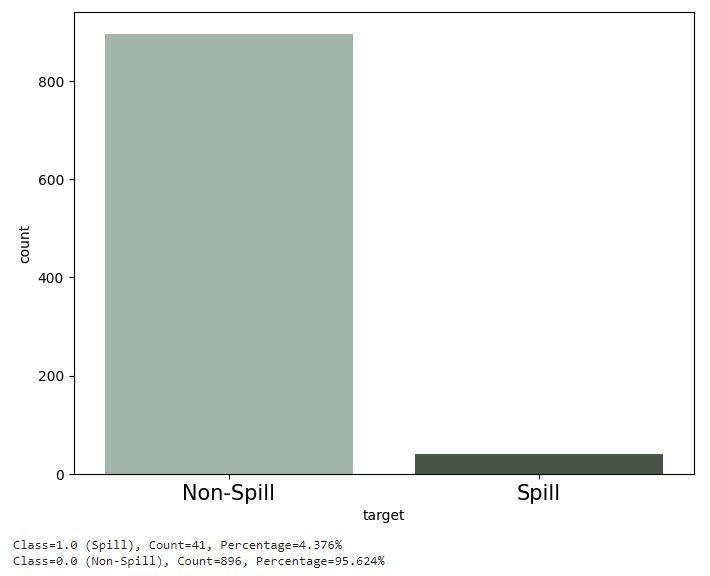 800
600
400
200
0
count
Non-Spill Spill
target
Class=1.0 (Spill), Count=41, Percentage=4.376%
Class=0.0 (Non-Spill), Count=896, Percentage=95.624%